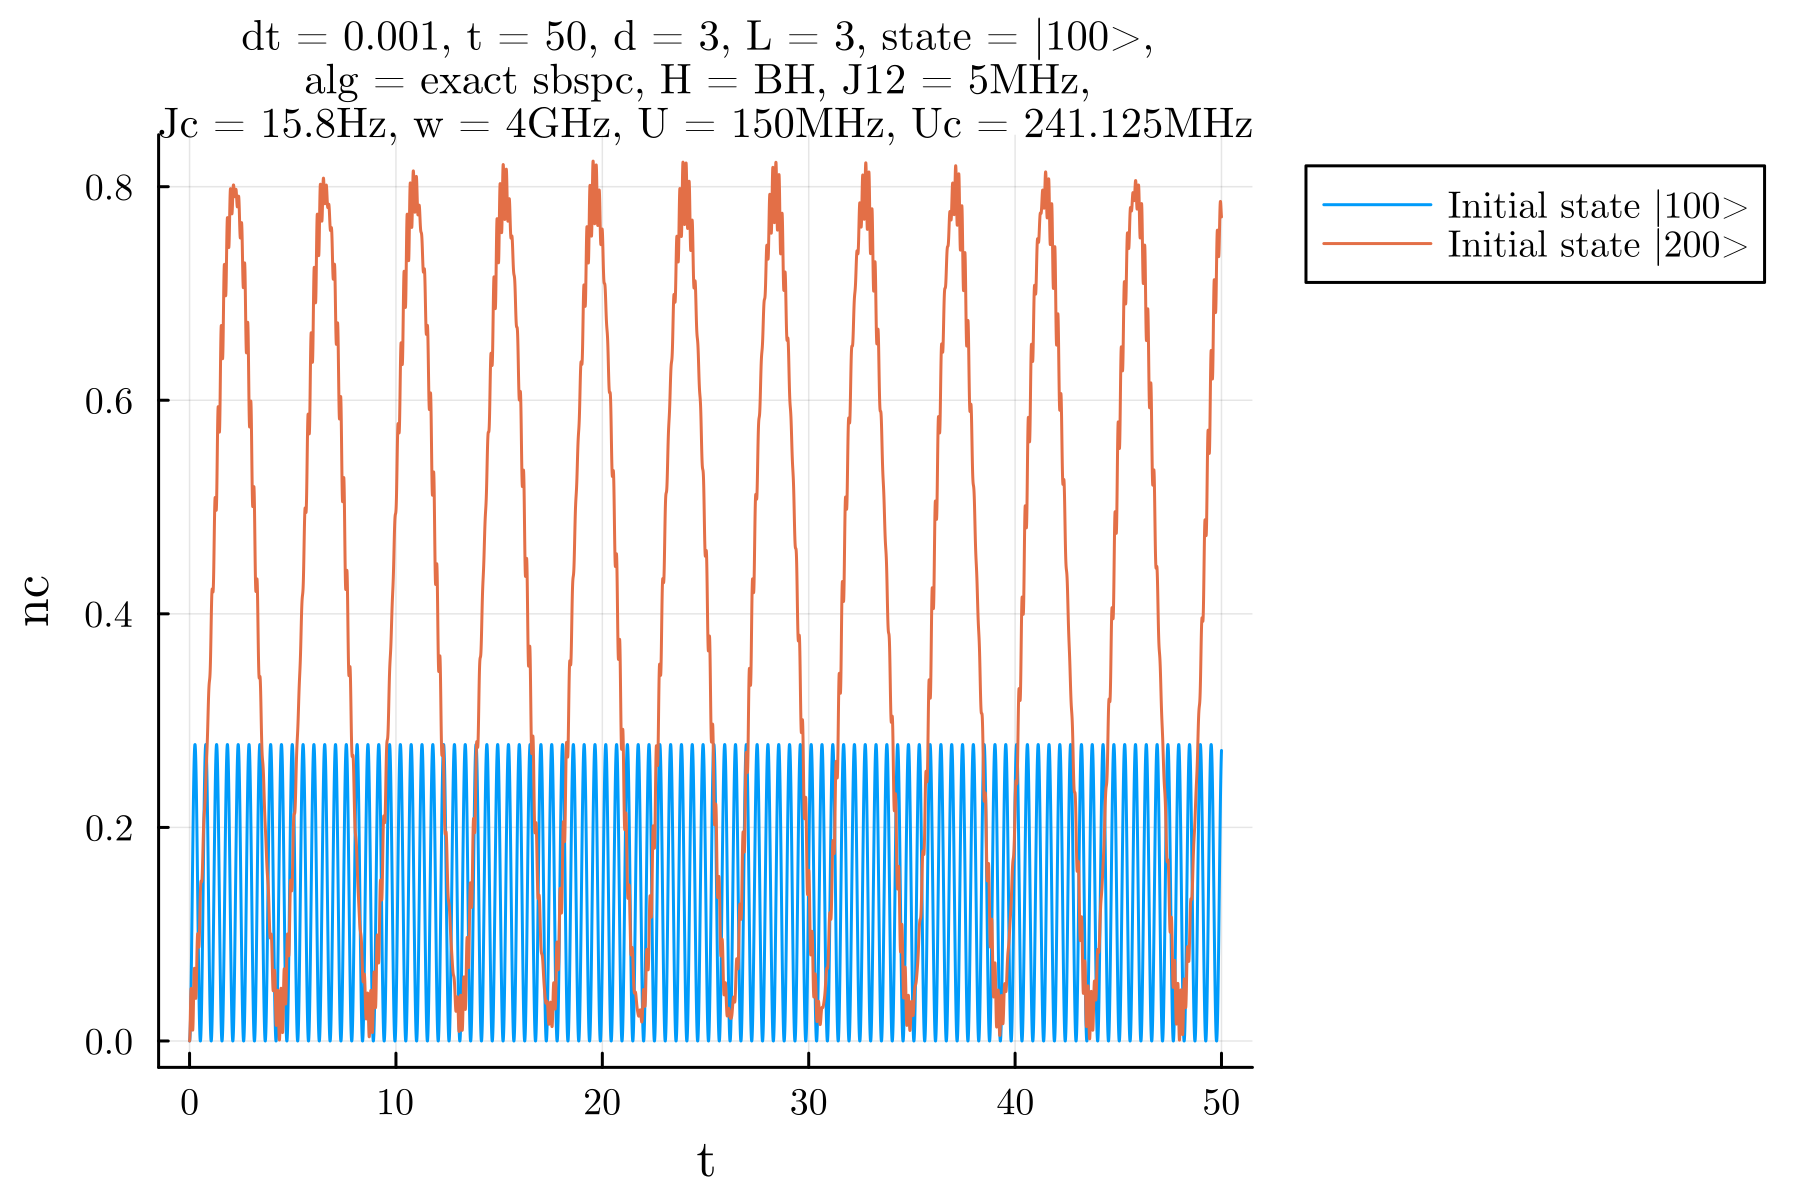 dt = 0.001, t = 50, d = 3, L = 3, state = |100>,
alg = exact sbspc, H = BH, J12 = 5MHz,
Jc = 15.8Hz, w = 4GHz, U = 150MHz, Uc = 241.125MHz
Initial state |100>
Initial state |200>
0.8
0.6
0.4
0.2
0.0
nc
0 10 20 30 40 50
t